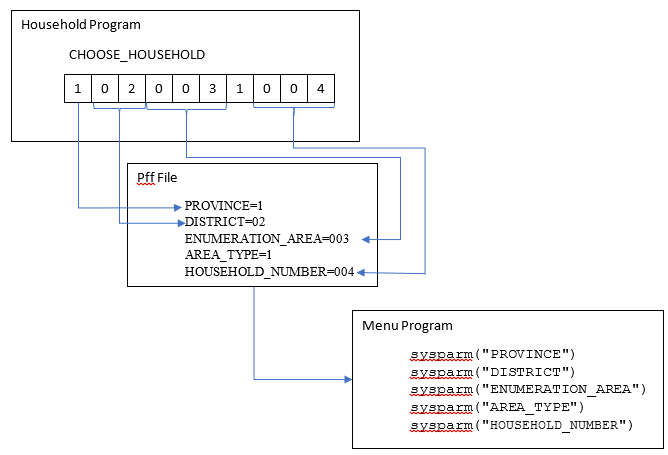 Household Program
CHOOSE_HOUSEHOLD
1 0 2 0 0 3 1 0 0 4
Pff File
PROVINCE=1
DISTRICT=02
ENUMERATION_AREA=003
AREA_TYPE=1
HOUSEHOLD_NUMBER=004
Menu Program
sysparm("PROVINCE")
sysparm("DISTRICT")
sysparm("ENUMERATION_AREA")
sysparm("AREA_TYPE")
sysparm("HOUSEHOLD_NUMBER")